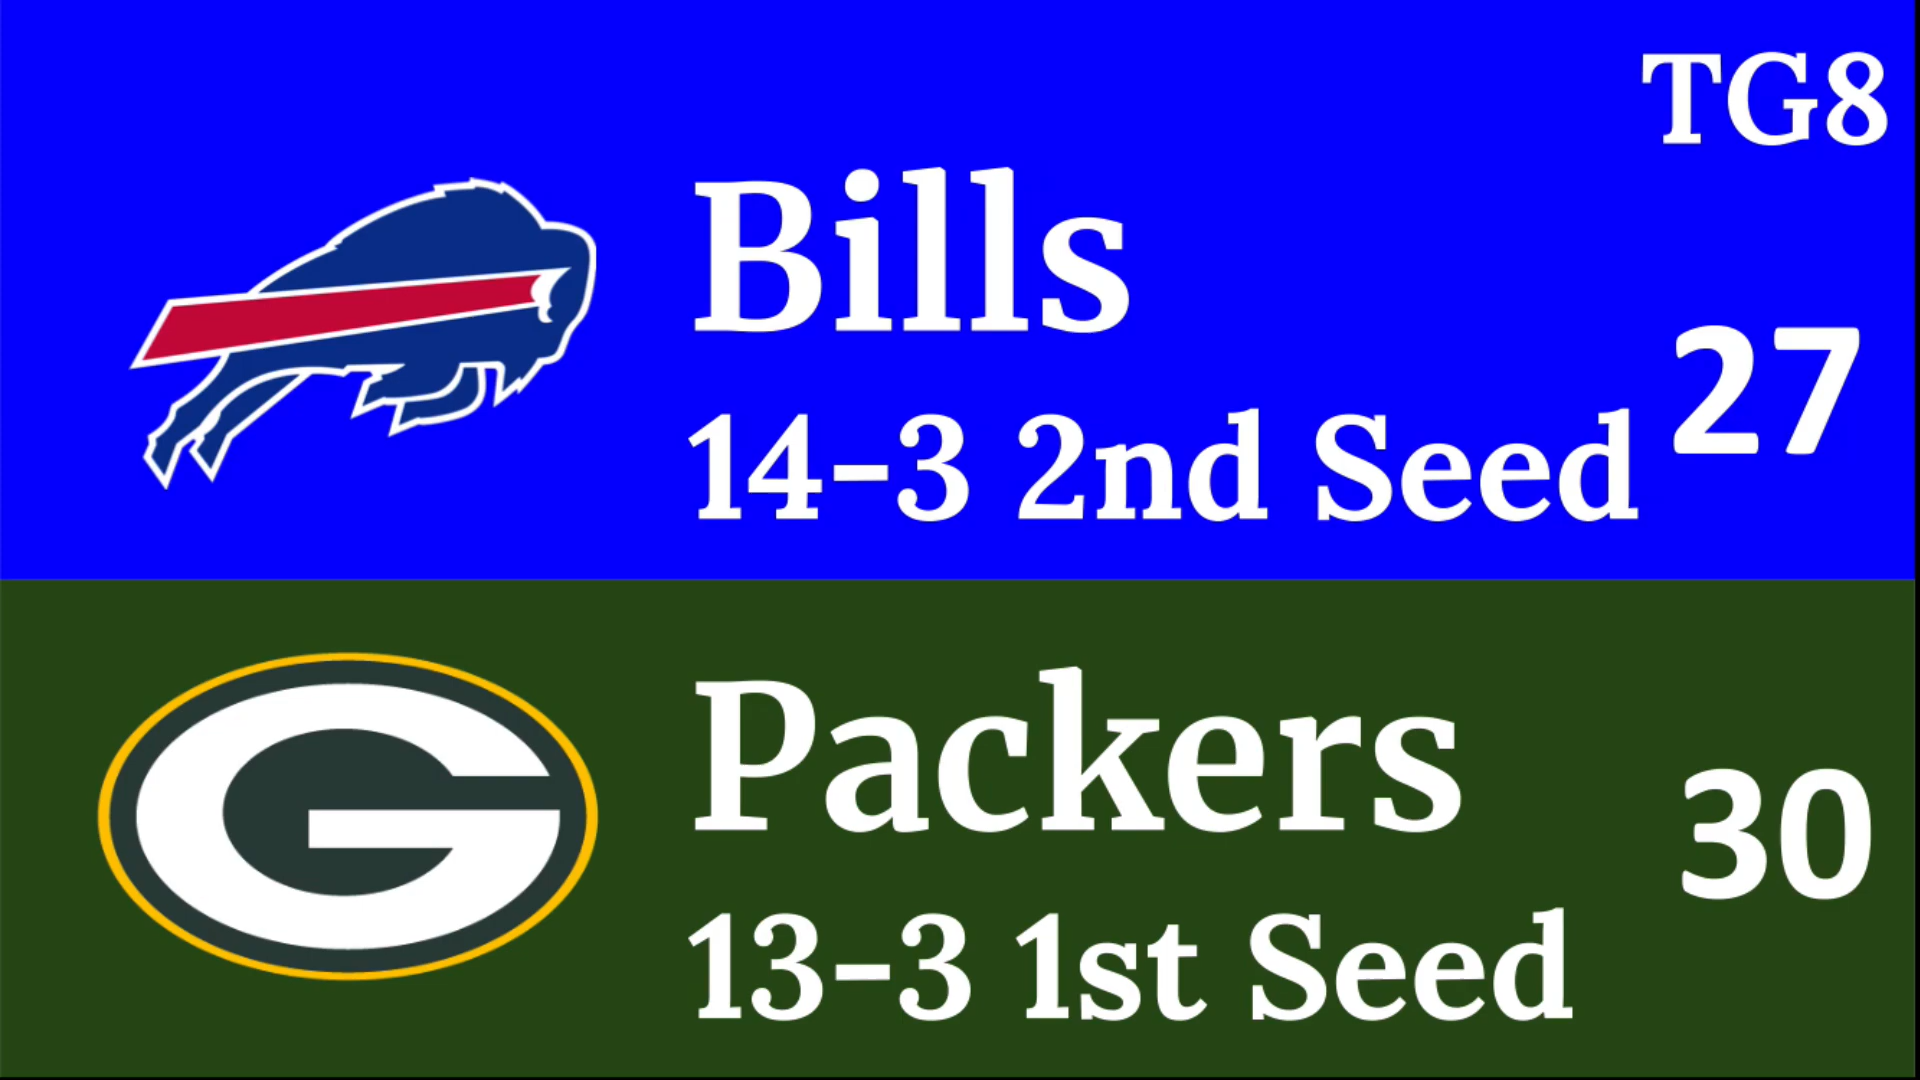 TG8
Bills
27
14-3 2nd Seed
G
Packers
30
13-3 1st Seed